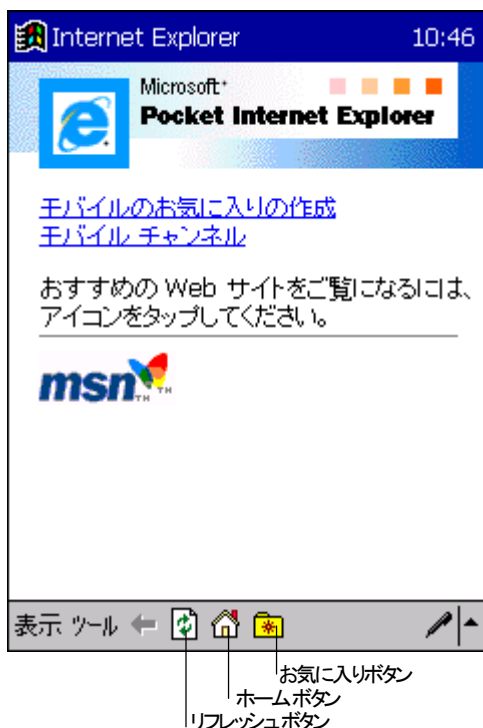 Internet Explorer 10:46
Microsoft
Pocket Internet Explorer
モバイルのお気に入りの作成
モバイル チャンネル
おすすめの Web サイトをご覧になるには、
アイコンをタップしてください。
msn TM TM
表示 ツール
お気に入りボタン
ホームボタン
リフレッシュボタン